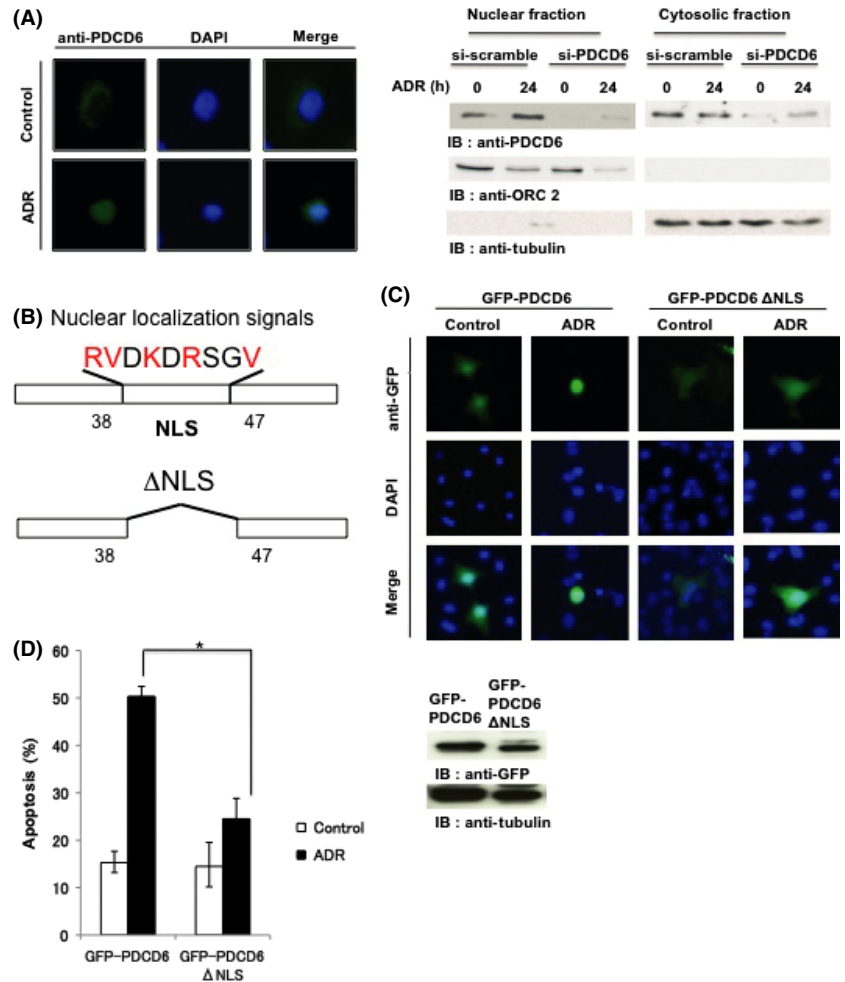 (A)
anti-PDCD6 DAPI Merge
Control
ADR
Nuclear fraction Cytosolic fraction
si-scramble si-PDCD6 si-scramble si-PDCD6
ADR (h) 0 24 0 24 0 24 0 24
IB : anti-PDCD6
IB : anti-ORC 2
IB : anti-tubulin
(B) Nuclear localization signals
RVDKDRSGV
38 NLS 47
ΔNLS
38 47
(C)
GFP-PDCD6 GFP-PDCD6 ΔNLS
Control ADR Control ADR
anti-GFP
DAPI
Merge
GFP-
PDCD6
GFP-
PDCD6
ΔNLS
IB : anti-GFP
IB : anti-tubulin
(D)
*
Apoptosis (%)
60
50
40
30
20
10
0
Control
ADR
GFP-PDCD6 GFP-PDCD6
ΔNLS